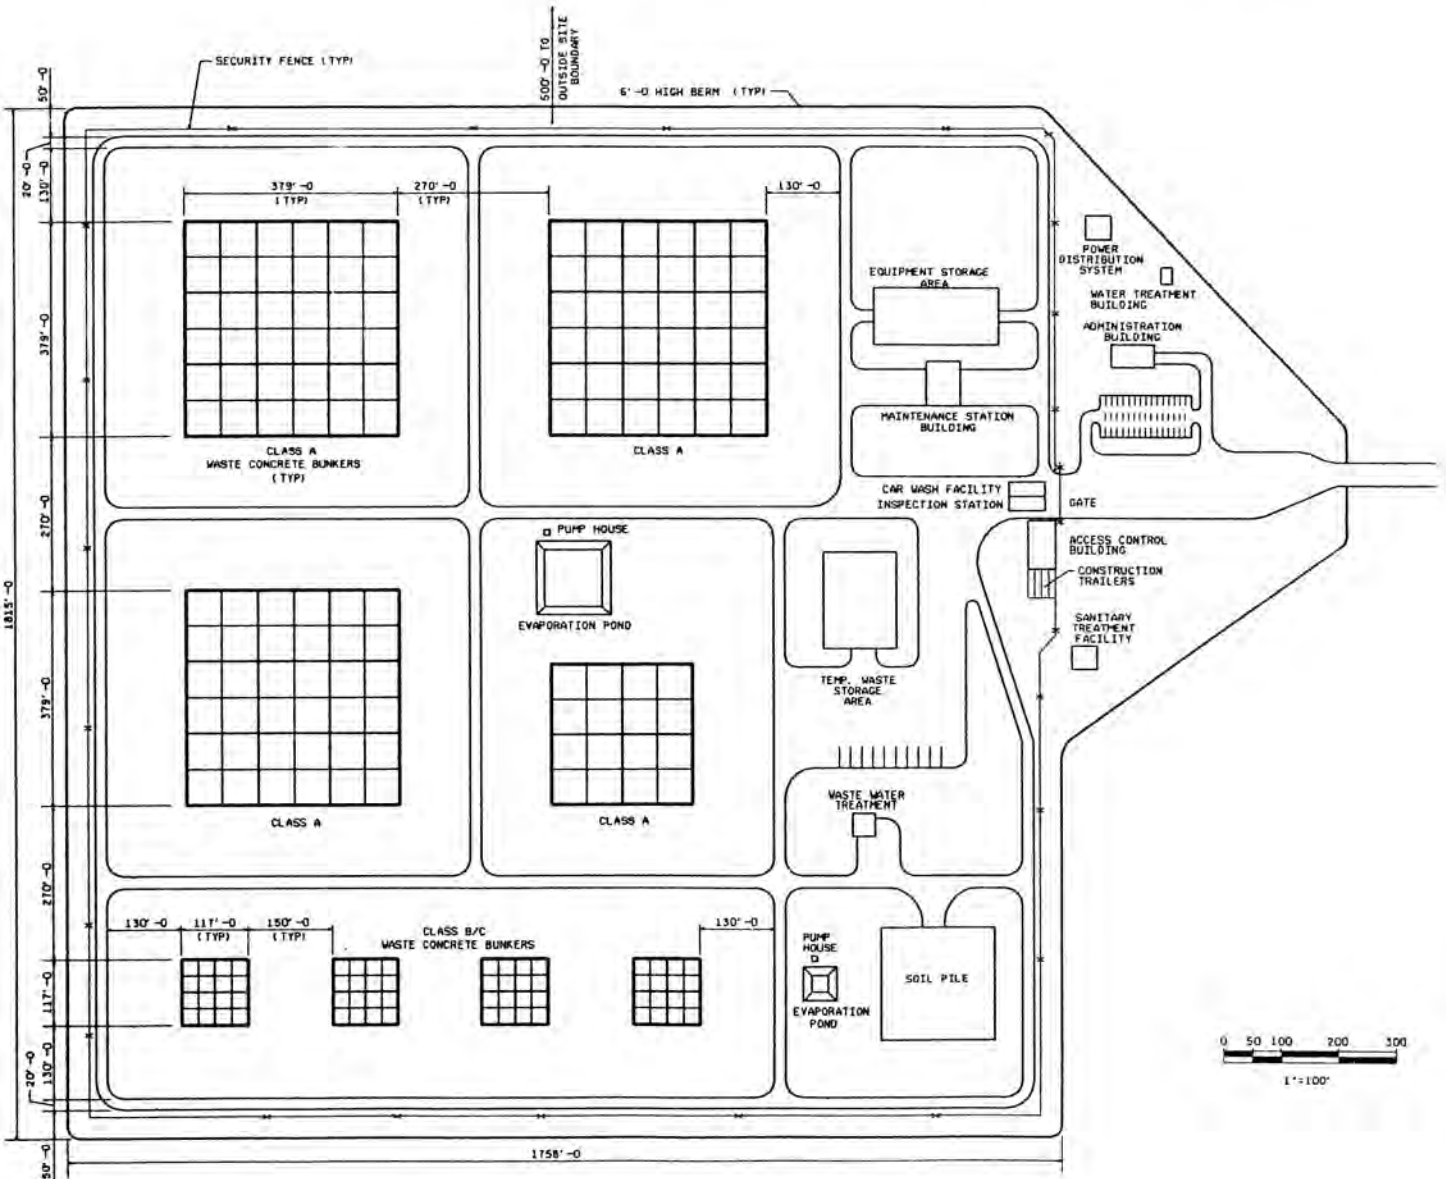 500'-0 TO
OUTSIDE SITE
BOUNDARY
SECURITY FENCE (TYP)
6'-0 HIGH BERM (TYP)
50'-0
20'-0
130'-0
379'-0
(TYP)
270'-0
(TYP)
130'-0
379'-0
POWER
DISTRIBUTION
SYSTEM
EQUIPMENT STORAGE
AREA
WATER TREATMENT
BUILDING
ADMINISTRATION
BUILDING
MAINTENANCE STATION
BUILDING
CLASS A
WASTE CONCRETE BUNKERS
(TYP)
CLASS A
CAR WASH FACILITY
INSPECTION STATION
GATE
270'-0
PUMP HOUSE
ACCESS CONTROL
BUILDING
CONSTRUCTION
TRAILERS
1815'-0
EVAPORATION POND
SANITARY
TREATMENT
FACILITY
379'-0
TEMP. WASTE
STORAGE
AREA
WASTE WATER
TREATMENT
CLASS A
CLASS A
270'-0
130'-0
117'-0
(TYP)
150'-0
(TYP)
CLASS B/C
WASTE CONCRETE BUNKERS
130'-0
PUMP
HOUSE
SOIL PILE
117'-0
EVAPORATION
POND
130'-0
20'-0
0 50 100 200 300
1"=100'
50'-0
1758'-0